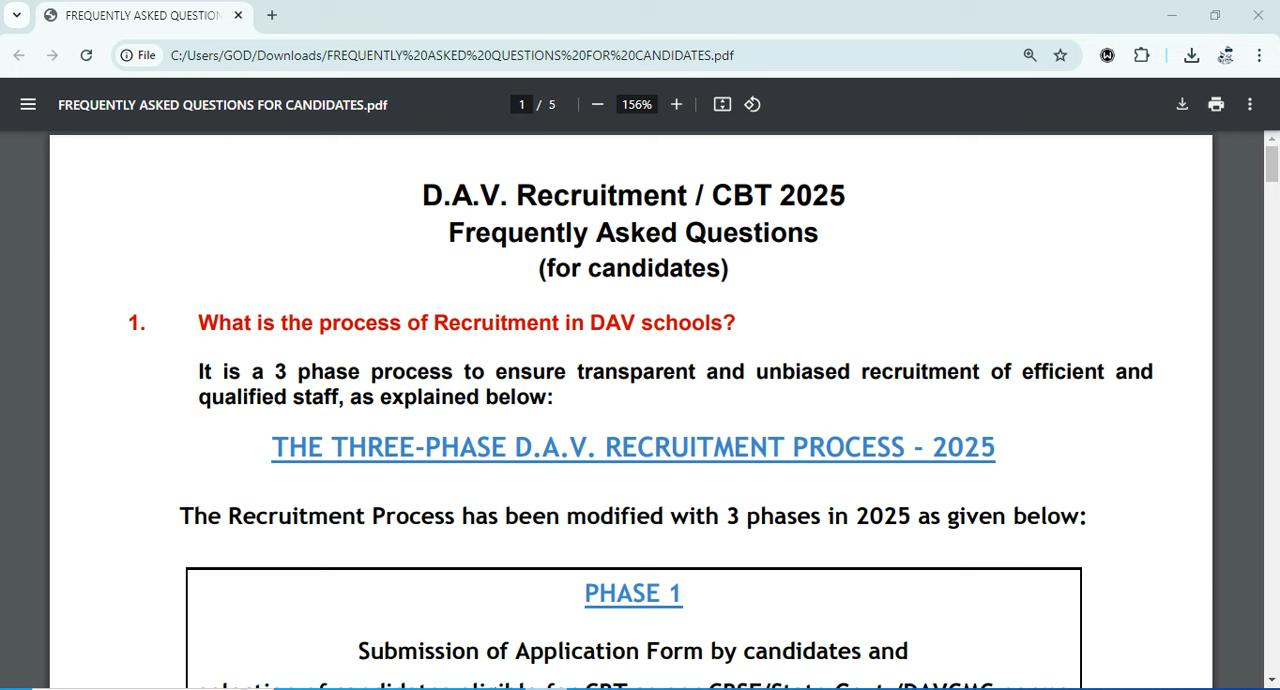 FREQUENTLY ASKED QUESTION
File C:/Users/GOD/Downloads/FREQUENTLY%20ASKED%20QUESTIONS%20FOR%20CANDIDATES.pdf
FREQUENTLY ASKED QUESTIONS FOR CANDIDATES.pdf 1 / 5 156%
D.A.V. Recruitment / CBT 2025
Frequently Asked Questions
(for candidates)
1. What is the process of Recruitment in DAV schools?
It is a 3 phase process to ensure transparent and unbiased recruitment of efficient and
qualified staff, as explained below:
THE THREE-PHASE D.A.V. RECRUITMENT PROCESS - 2025
The Recruitment Process has been modified with 3 phases in 2025 as given below:
PHASE 1
Submission of Application Form by candidates and